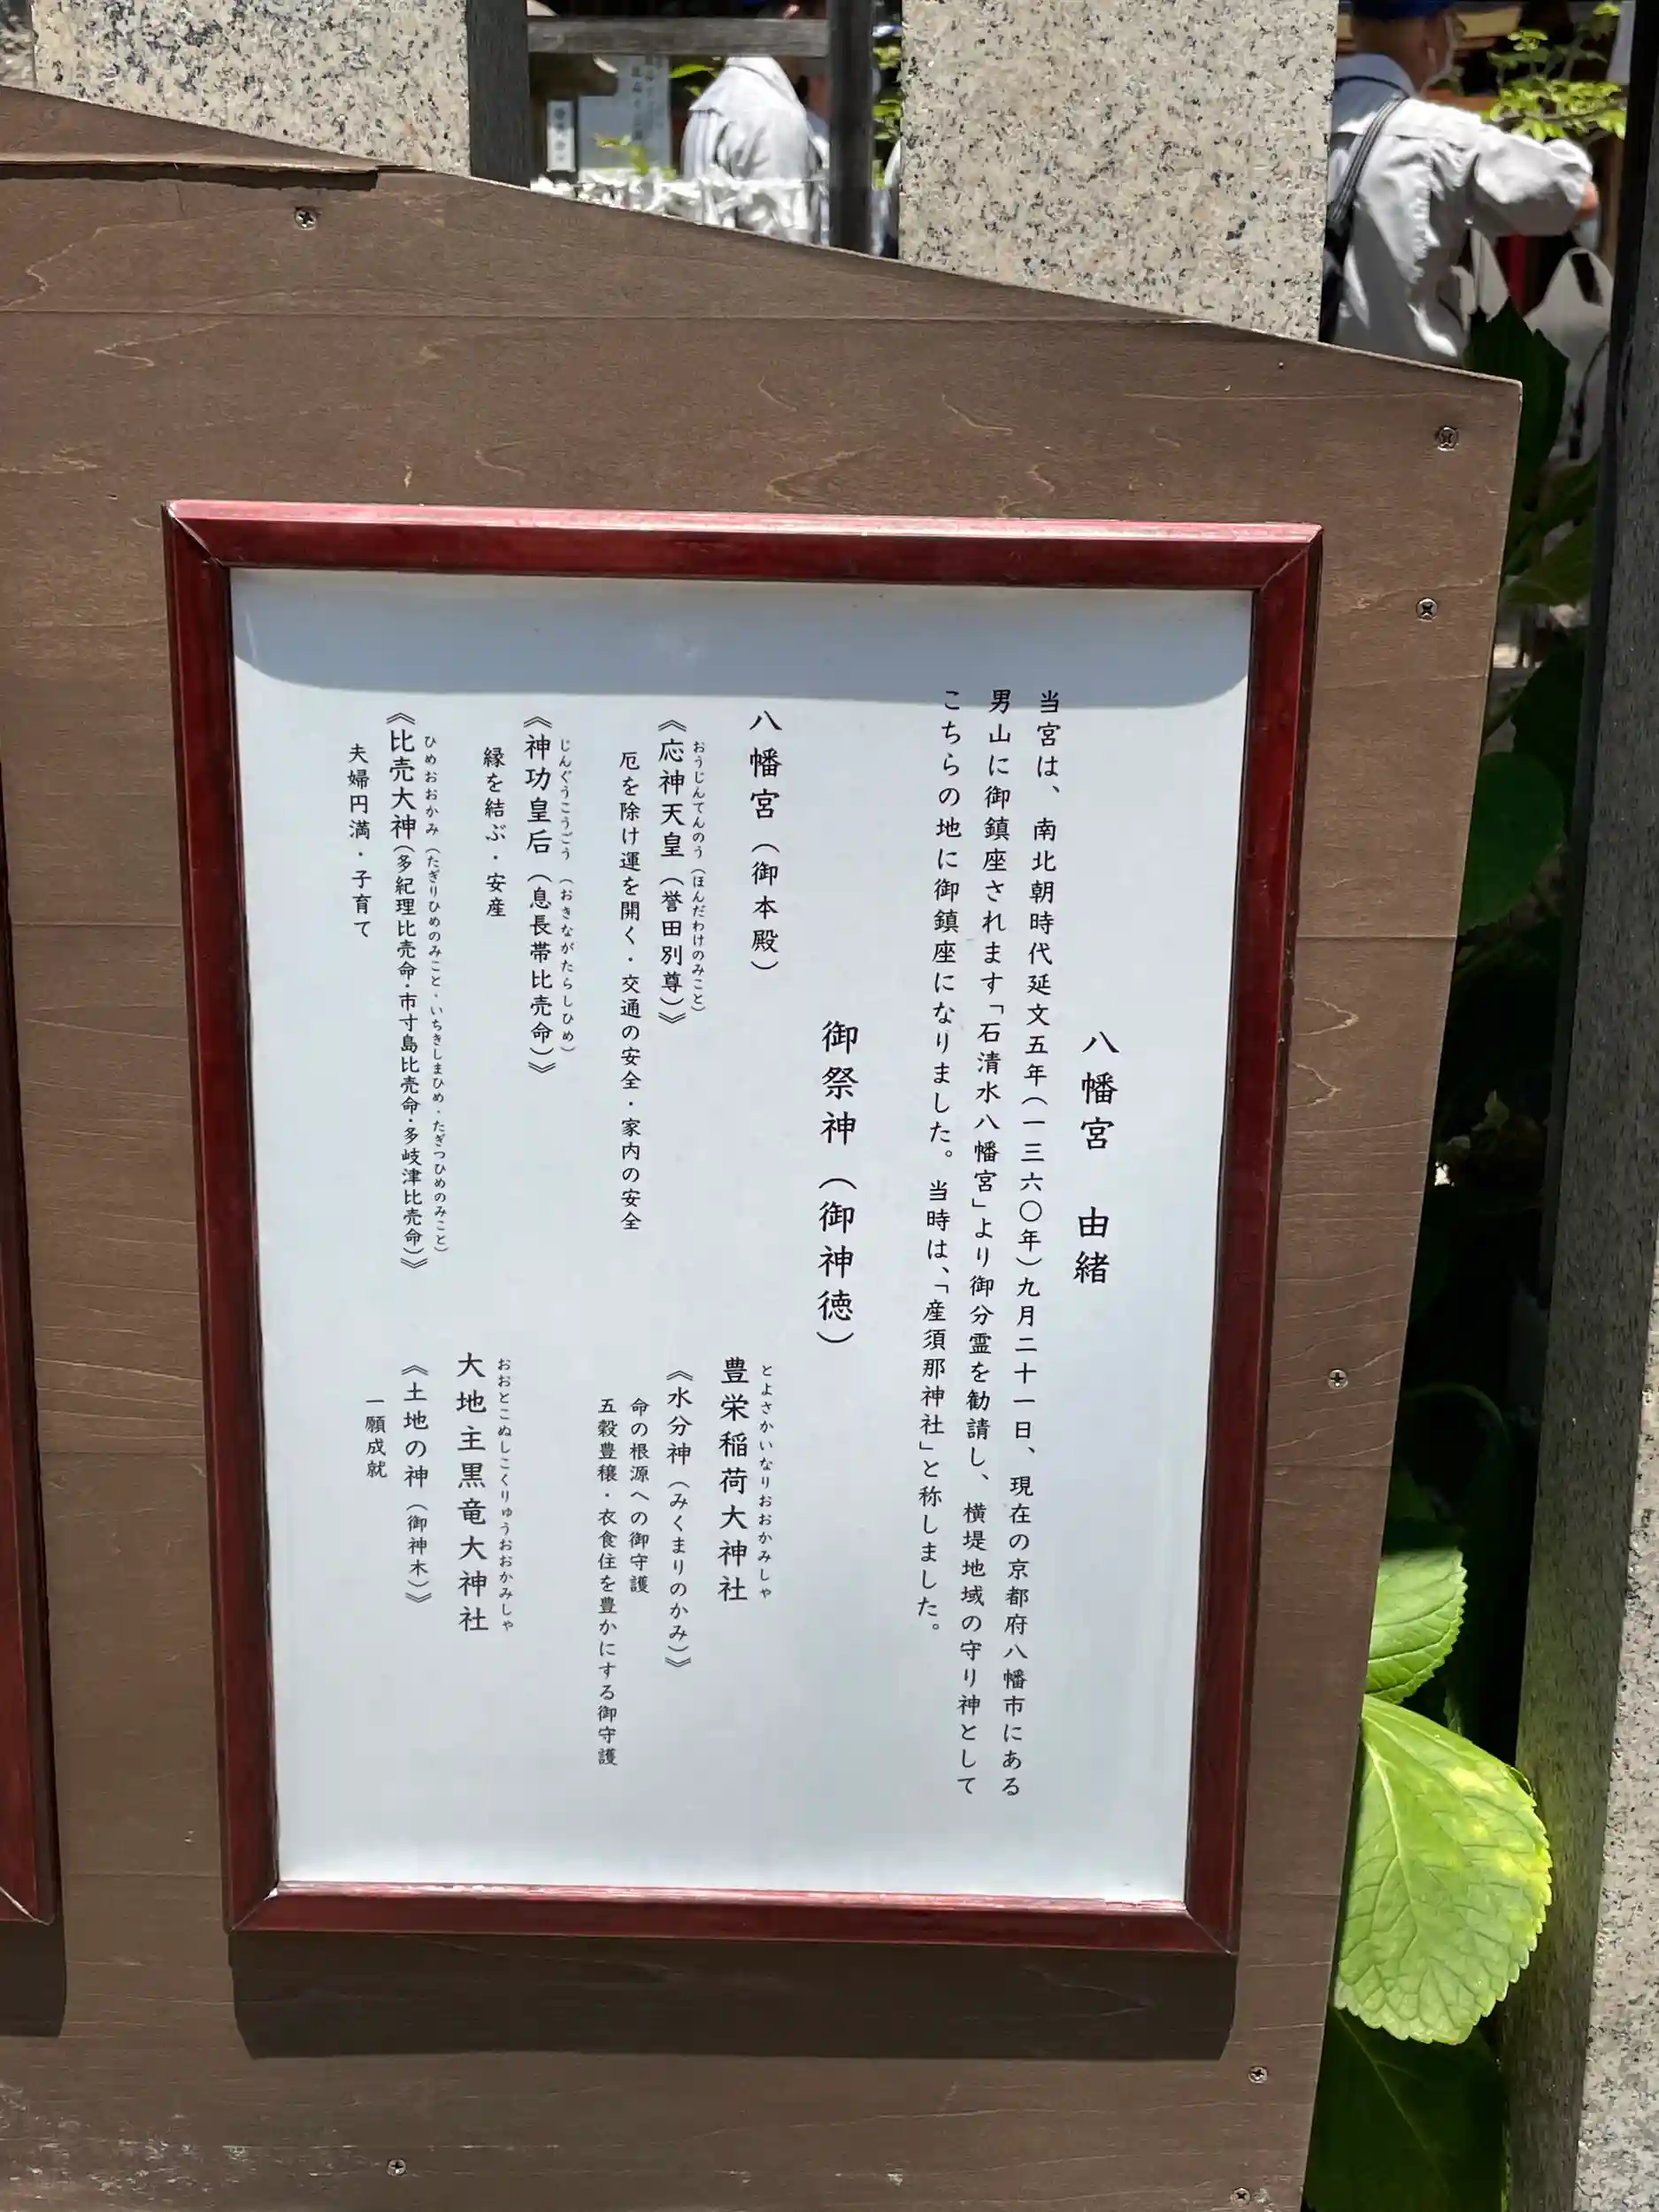 八幡宮　由緒
当宮は、南北朝時代延文五年（一三六〇年）九月二十一日、現在の京都府八幡市にある
男山に御鎮座されます「石清水八幡宮」より御分霊を勧請し、横堤地域の守り神として
こちらの地に御鎮座になりました。当時は、「産須那神社」と称しました。
御祭神（御神徳）
八幡宮（御本殿）
おうじんてんのう（ほんだわけのみこと）
《応神天皇（誉田別尊）》
厄を除け運を開く・交通の安全・家内の安全
じんぐうこうごう（おきながたらしひめ）
《神功皇后（息長帯比売命）》
縁を結ぶ・安産
ひめおおかみ（たぎりひめのみこと・いちきしまひめ・たぎつひめのみこと）
《比売大神（多紀理比売命・市寸島比売命・多岐津比売命）》
夫婦円満・子育て
とよさかいなりおおかみしゃ
豊栄稲荷大神社
《水分神（みくまりのかみ）》
命の根源への御守護
五穀豊穣・衣食住を豊かにする御守護
おおとこぬしこくりゅうおおかみしゃ
大地主黒竜大神社
《土地の神（御神木）》
一願成就